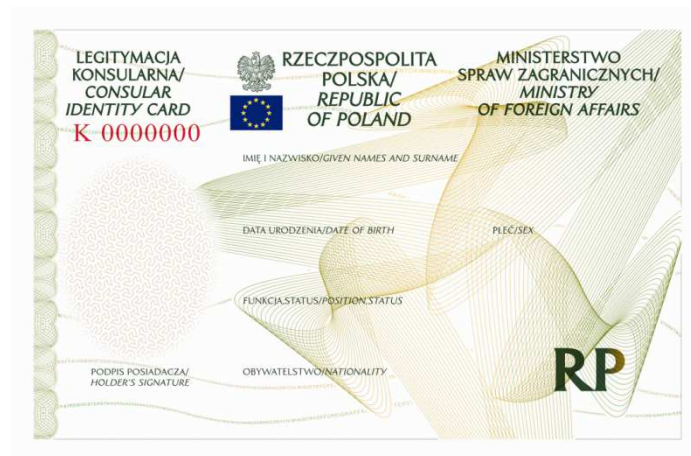 LEGITYMACJA
KONSULARNA/
CONSULAR
IDENTITY CARD
K 0000000
RZECZPOSPOLITA
POLSKA/
REPUBLIC
OF POLAND
MINISTERSTWO
SPRAW ZAGRANICZNYCH/
MINISTRY
OF FOREIGN AFFAIRS
IMIĘ I NAZWISKO/GIVEN NAMES AND SURNAME
DATA URODZENIA/DATE OF BIRTH
PŁEĆ/SEX
FUNKCJA,STATUS/POSITION,STATUS
PODPIS POSIADACZA/
HOLDER'S SIGNATURE
OBYWATELSTWO/NATIONALITY
RP